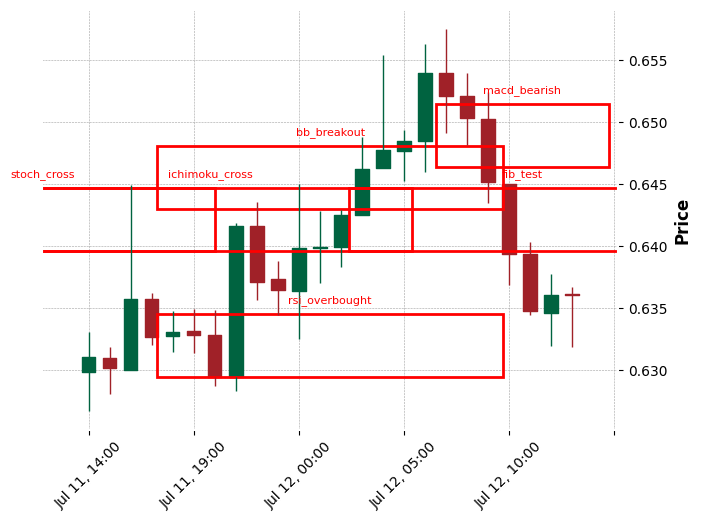 0.655
macd_bearish
0.650
bb_breakout
stoch_cross
ichimoku_cross
fib_test
0.645
0.640
Price
rsi_overbought
0.635
0.630
Jul 11, 14:00
Jul 11, 19:00
Jul 12, 00:00
Jul 12, 05:00
Jul 12, 10:00